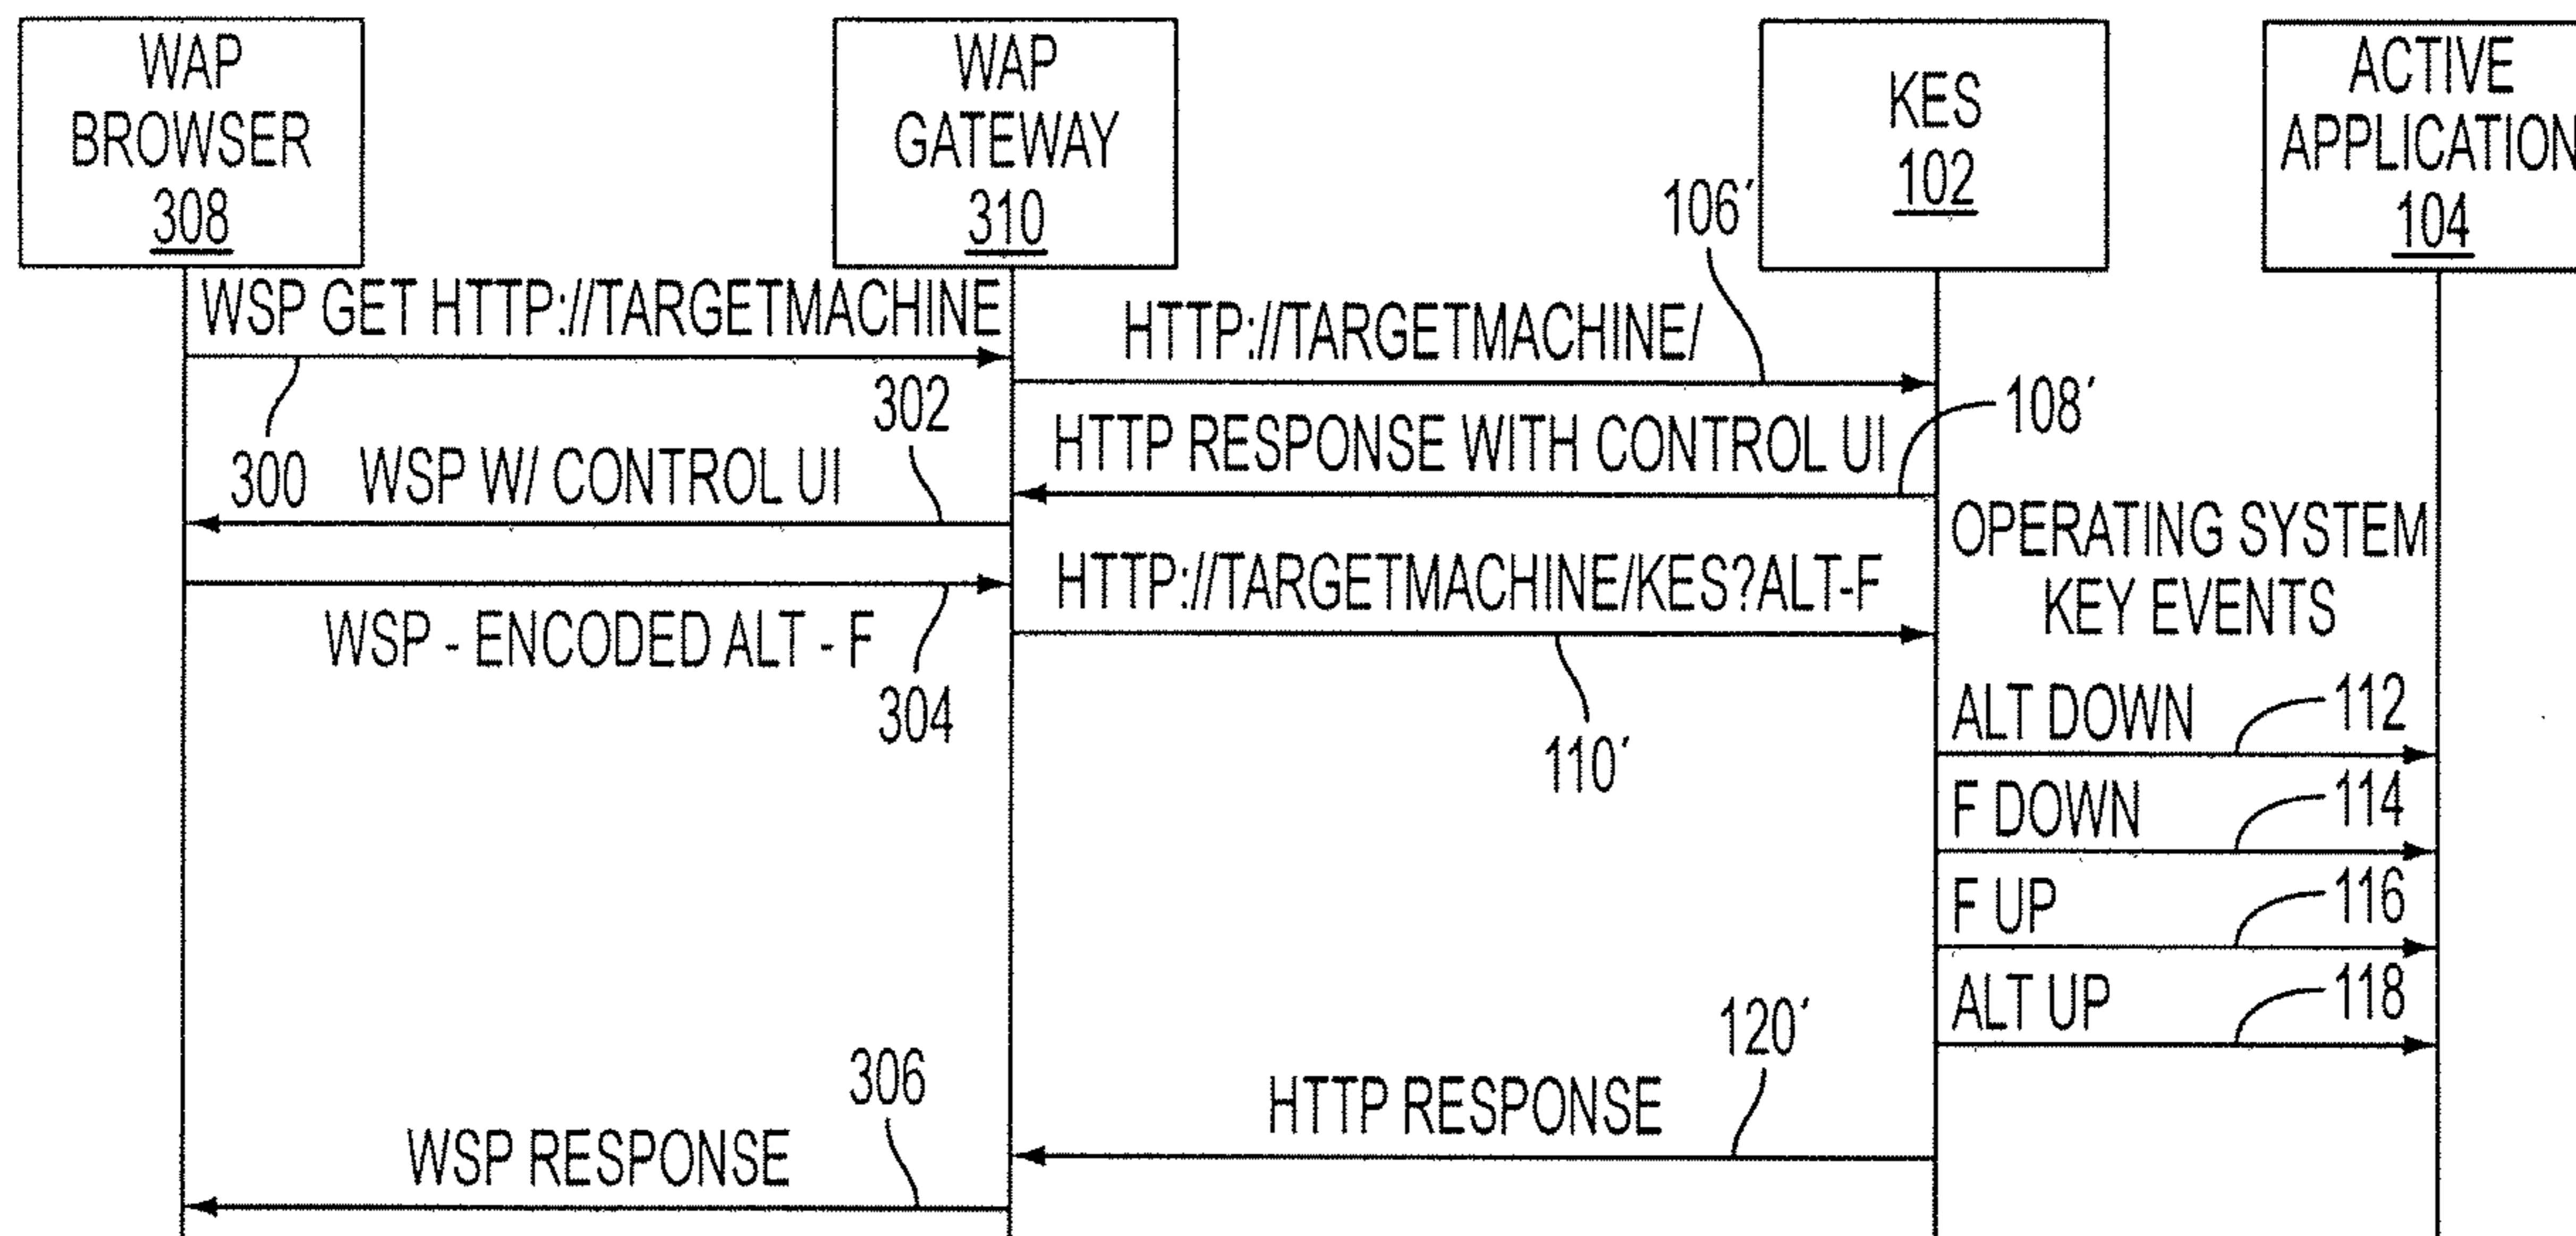 WAP
BROWSER
308
WAP
GATEWAY
310
KES
102
ACTIVE
APPLICATION
104
WSP GET HTTP://TARGETMACHINE
300
HTTP://TARGETMACHINE/
106′
HTTP RESPONSE WITH CONTROL UI
108′
302
WSP W/ CONTROL UI
WSP - ENCODED ALT - F
304
HTTP://TARGETMACHINE/KES?ALT-F
110′
OPERATING SYSTEM
KEY EVENTS
ALT DOWN
112
F DOWN
114
F UP
116
ALT UP
118
HTTP RESPONSE
120′
WSP RESPONSE
306